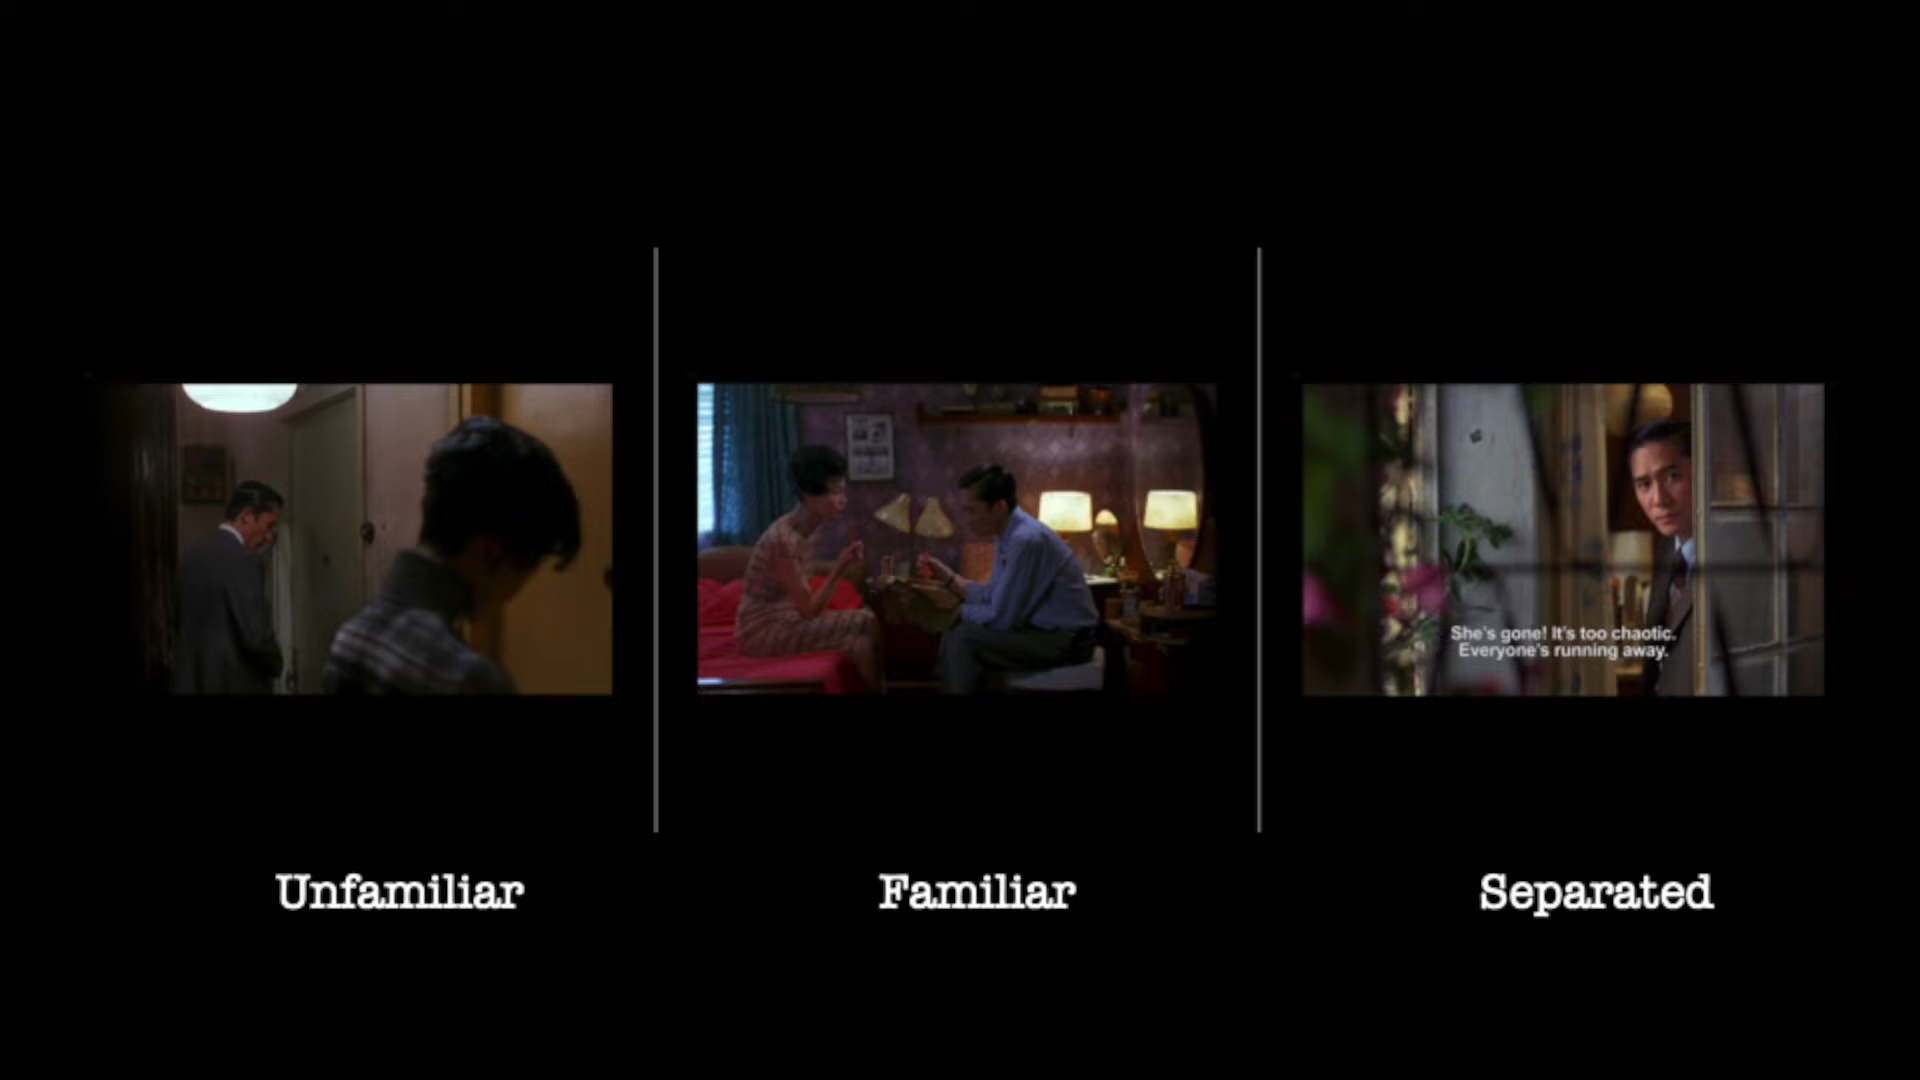 She's gone! It's too chaotic.
Everyone's running away.
Unfamiliar
Familiar
Separated